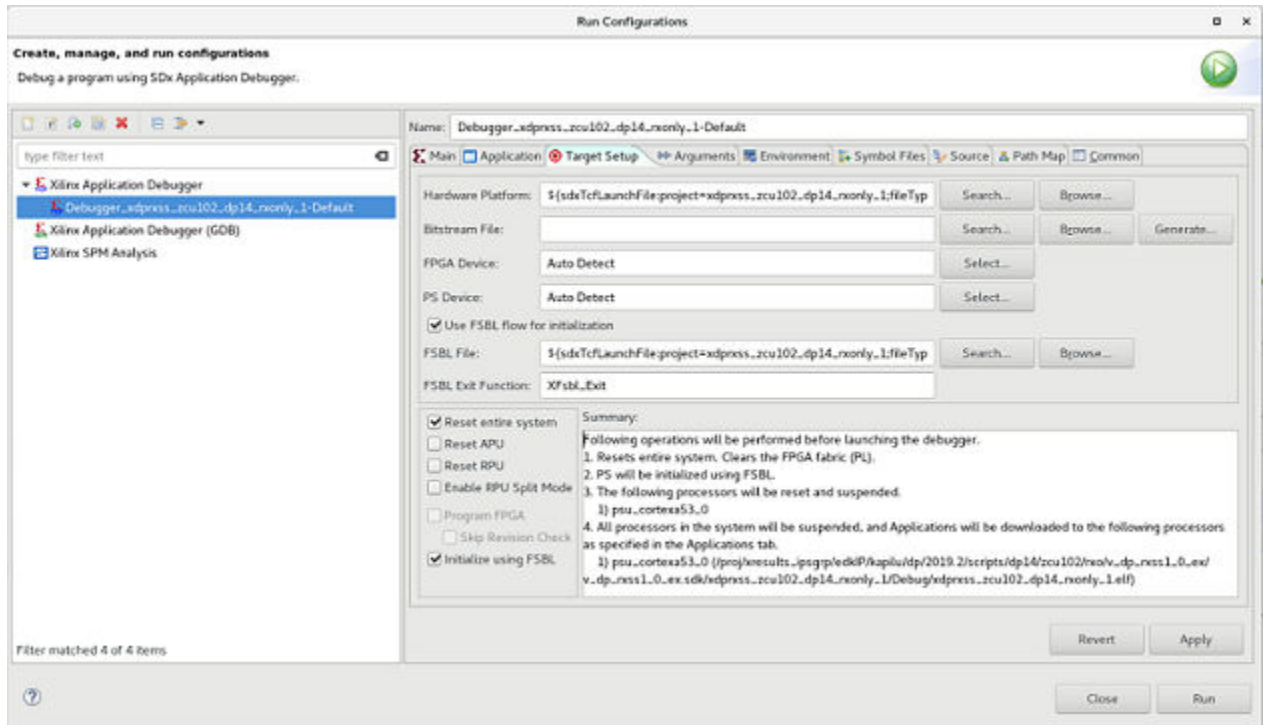 Run Configurations
Create, manage, and run configurations
Debug a program using SDx Application Debugger.
Name: Debugger_xdprxss_zcu102_dp14_rxonly_1-Default
type filter text
Main Application Target Setup Arguments Environment Symbol Files Source Path Map Common
Xilinx Application Debugger
Debugger_xdprxss_zcu102_dp14_rxonly_1-Default
Xilinx Application Debugger (GDB)
Xilinx SPM Analysis
Hardware Platform: ${sdxTcfLaunchFile:project=xdprxss_zcu102_dp14_rxonly_1;fileTyp Search... Browse...
Bitstream File: Search... Browse... Generate...
FPGA Device: Auto Detect Select...
PS Device: Auto Detect Select...
Use FSBL flow for initialization
FSBL File: ${sdxTcfLaunchFile:project=xdprxss_zcu102_dp14_rxonly_1;fileTyp Search... Browse...
FSBL Exit Function: XFsbl_Exit
Reset entire system
Reset APU
Reset RPU
Enable RPU Split Mode
Program FPGA
Skip Revision Check
Initialize using FSBL
Summary:
Following operations will be performed before launching the debugger.
1. Resets entire system. Clears the FPGA fabric (PL).
2. PS will be initialized using FSBL.
3. The following processors will be reset and suspended.
1) psu_cortexa53_0
4. All processors in the system will be suspended, and Applications will be downloaded to the following processors
as specified in the Applications tab.
1) psu_cortexa53_0 (/proj/xresults_ipsgrp/edkIP/kapilu/dp/2019.2/scripts/dp14/zcu102/rxo/v_dp_rxss1_0_ex/
v_dp_rxss1_0_ex.sdk/xdprxss_zcu102_dp14_rxonly_1/Debug/xdprxss_zcu102_dp14_rxonly_1.elf)
Filter matched 4 of 4 items
Revert Apply
Close Run